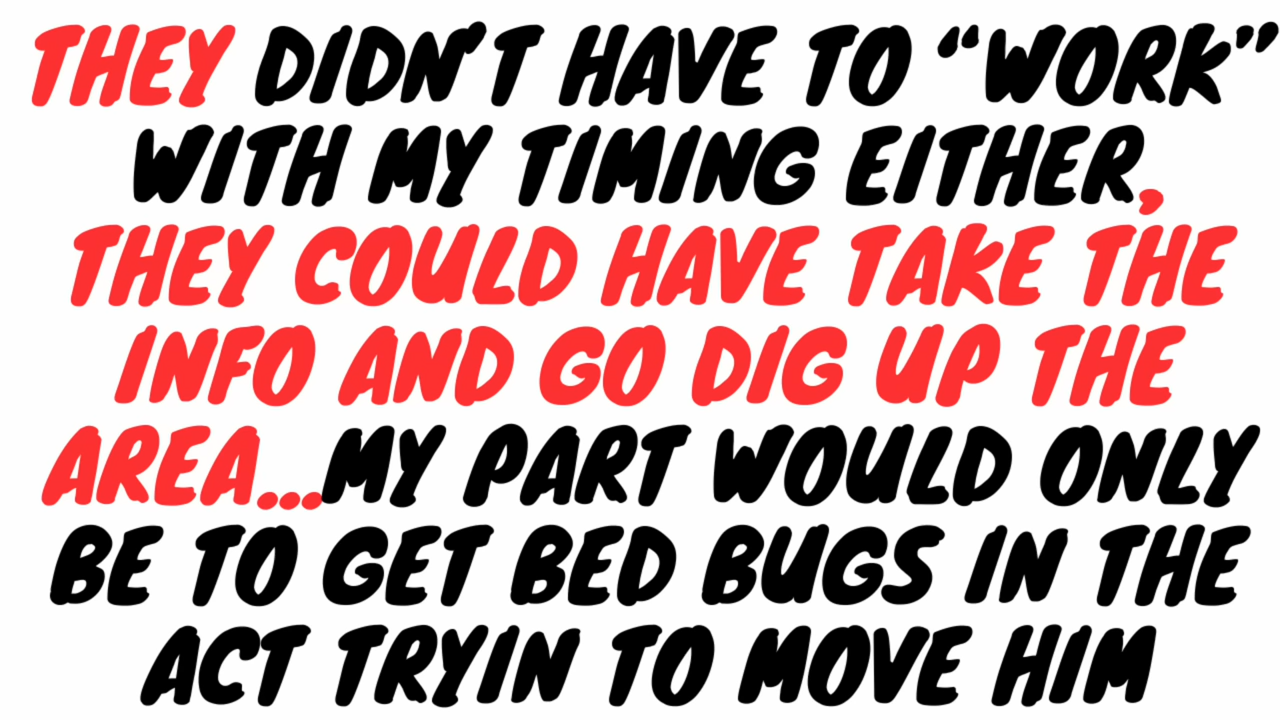 THEY DIDN'T HAVE TO “WORK”
WITH MY TIMING EITHER,
THEY COULD HAVE TAKE THE
INFO AND GO DIG UP THE
AREA...MY PART WOULD ONLY
BE TO GET BED BUGS IN THE
ACT TRYIN TO MOVE HIM